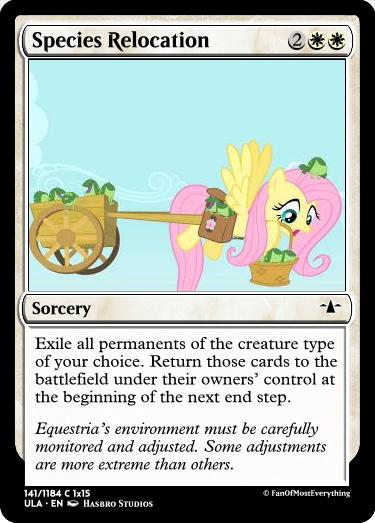 Species Relocation 2
Sorcery
Exile all permanents of the creature type
of your choice. Return those cards to the
battlefield under their owners' control at
the beginning of the next end step.
Equestria's environment must be carefully
monitored and adjusted. Some adjustments
are more extreme than others.
141/1184 C 1x15
ULA • EN Hasbro Studios
© FanOfMostEverything